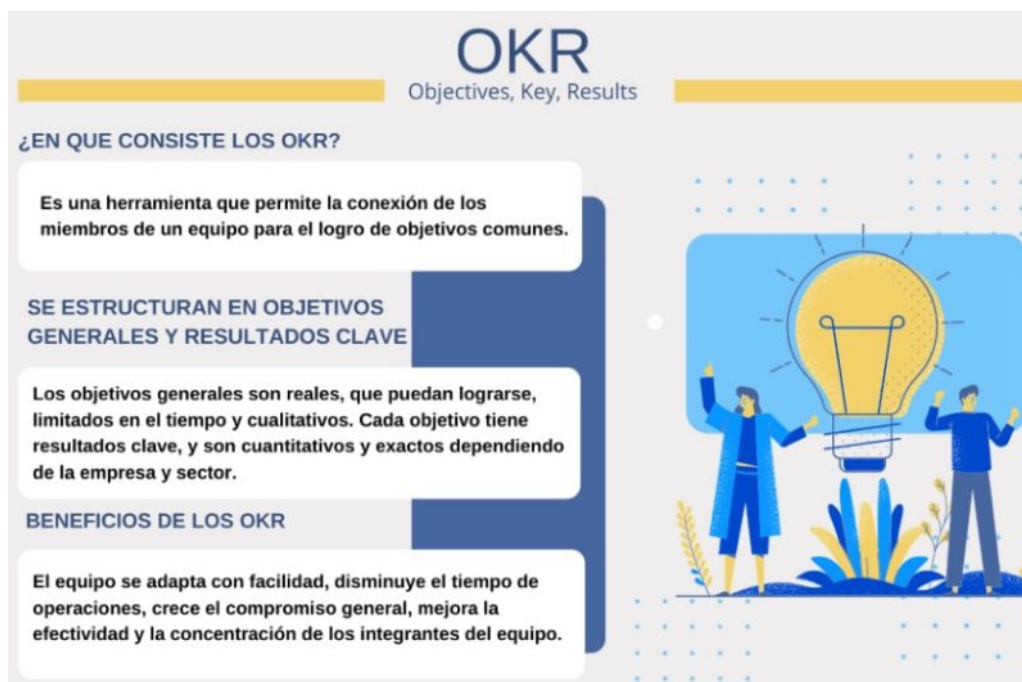 OKR
Objectives, Key, Results
¿EN QUE CONSISTE LOS OKR?
Es una herramienta que permite la conexión de los
miembros de un equipo para el logro de objetivos comunes.
SE ESTRUCTURAN EN OBJETIVOS
GENERALES Y RESULTADOS CLAVE
Los objetivos generales son reales, que puedan lograrse,
limitados en el tiempo y cualitativos. Cada objetivo tiene
resultados clave, y son cuantitativos y exactos dependiendo
de la empresa y sector.
BENEFICIOS DE LOS OKR
El equipo se adapta con facilidad, disminuye el tiempo de
operaciones, crece el compromiso general, mejora la
efectividad y la concentración de los integrantes del equipo.